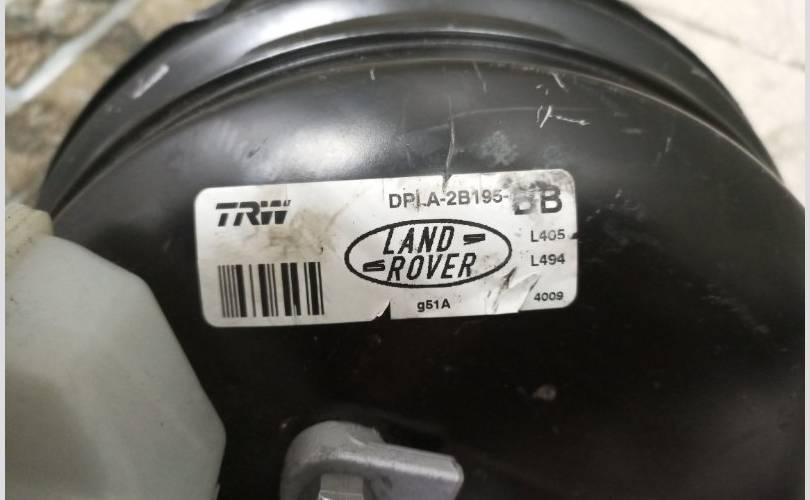 TRW
DPLA-2B195-BB
LAND
ROVER
L405
L494
g51A
4009